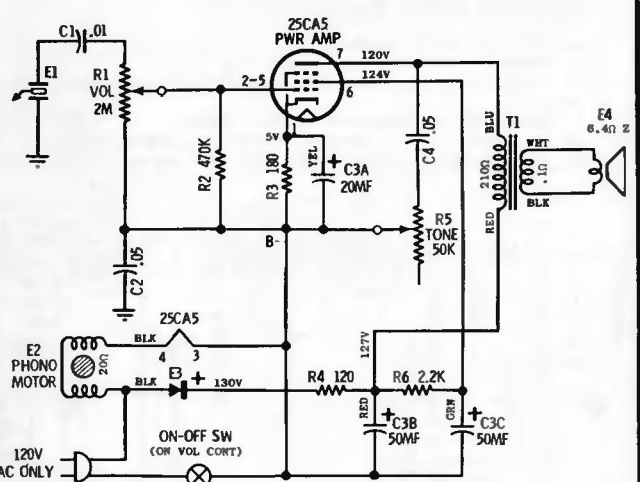 25CA5
PWR AMP
C1 .01
7
120V
E1
R1
VOL
2M
2-5
124V
6
BLU
T1
E4
6.4Ω Z
5V
R2 470K
R3 180
YEL
+
C3A
20MF
C4 .05
210Ω
WHT
.1Ω
BLK
RED
R5
TONE
50K
B-
C2 .05
25CA5
E2
PHONO
MOTOR
20Ω
BLK
4 3
127V
BLK
E3
+
130V
R4 120
R6 2.2K
RED
+
C3B
50MF
GRN
+
C3C
50MF
120V
AC ONLY
ON-OFF SW
(ON VOL CONT)